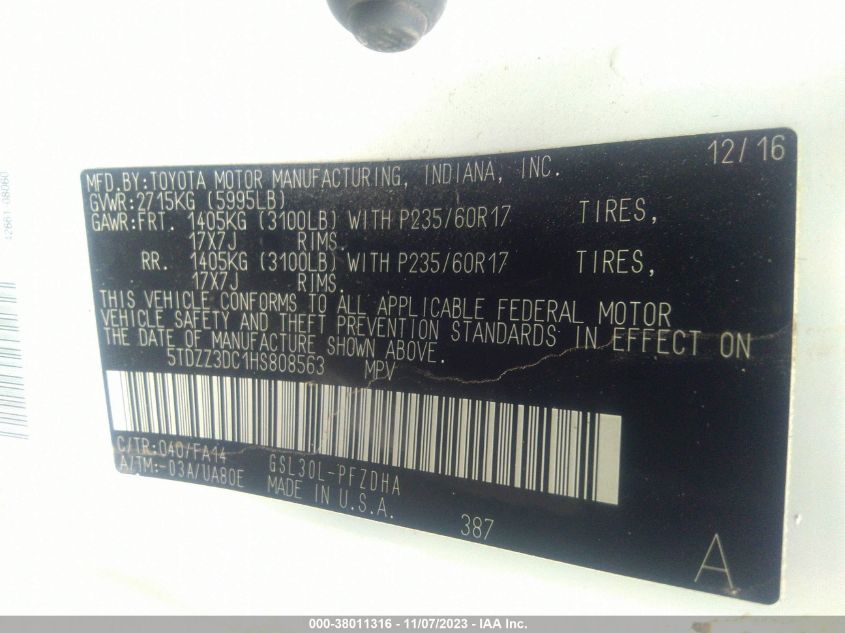 12/16
MFD.BY:TOYOTA MOTOR MANUFACTURING, INDIANA, INC.
GVWR:2715KG (5995LB)
GAWR:FRT. 1405KG (3100LB) WITH P235/60R17 TIRES,
17X7J RIMS.
RR. 1405KG (3100LB) WITH P235/60R17 TIRES,
17X7J RIMS.
THIS VEHICLE CONFORMS TO ALL APPLICABLE FEDERAL MOTOR
VEHICLE SAFETY AND THEFT PREVENTION STANDARDS IN EFFECT ON
THE DATE OF MANUFACTURE SHOWN ABOVE.
5TDZZ3DC1HS808563 MPV
C/TR:040/FA14 GSL30L-PFZDHA
A/TM:-03A/UA80E MADE IN U.S.A.
387
A
12661-08060
000-38011316 - 11/07/2023 - IAA Inc.